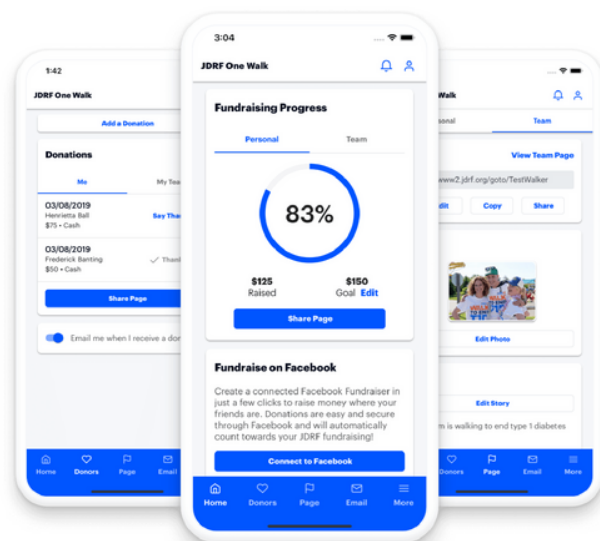 1:42
JDRF One Walk
Add a Donation
Donations
Me
My Tea
03/08/2019
Henrietta Ball
$75 • Cash
Say Than
03/08/2019
Frederick Banting
$50 • Cash
Thank
Share Page
Email me when I receive a don
Home
Donors
Page
Email
3:04
JDRF One Walk
Fundraising Progress
Personal
Team
83%
$125
Raised
$150
Goal Edit
Share Page
Fundraise on Facebook
Create a connected Facebook Fundraiser in
just a few clicks to raise money where your
friends are. Donations are easy and secure
through Facebook and will automatically
count towards your JDRF fundraising!
Connect to Facebook
Home
Donors
Page
Email
More
Walk
sonal
Team
View Team Page
www2.jdrf.org/goto/TestWalker
dit
Copy
Share
Edit Photo
Edit Story
m is walking to end type 1 diabetes
Donors
Page
Email
More